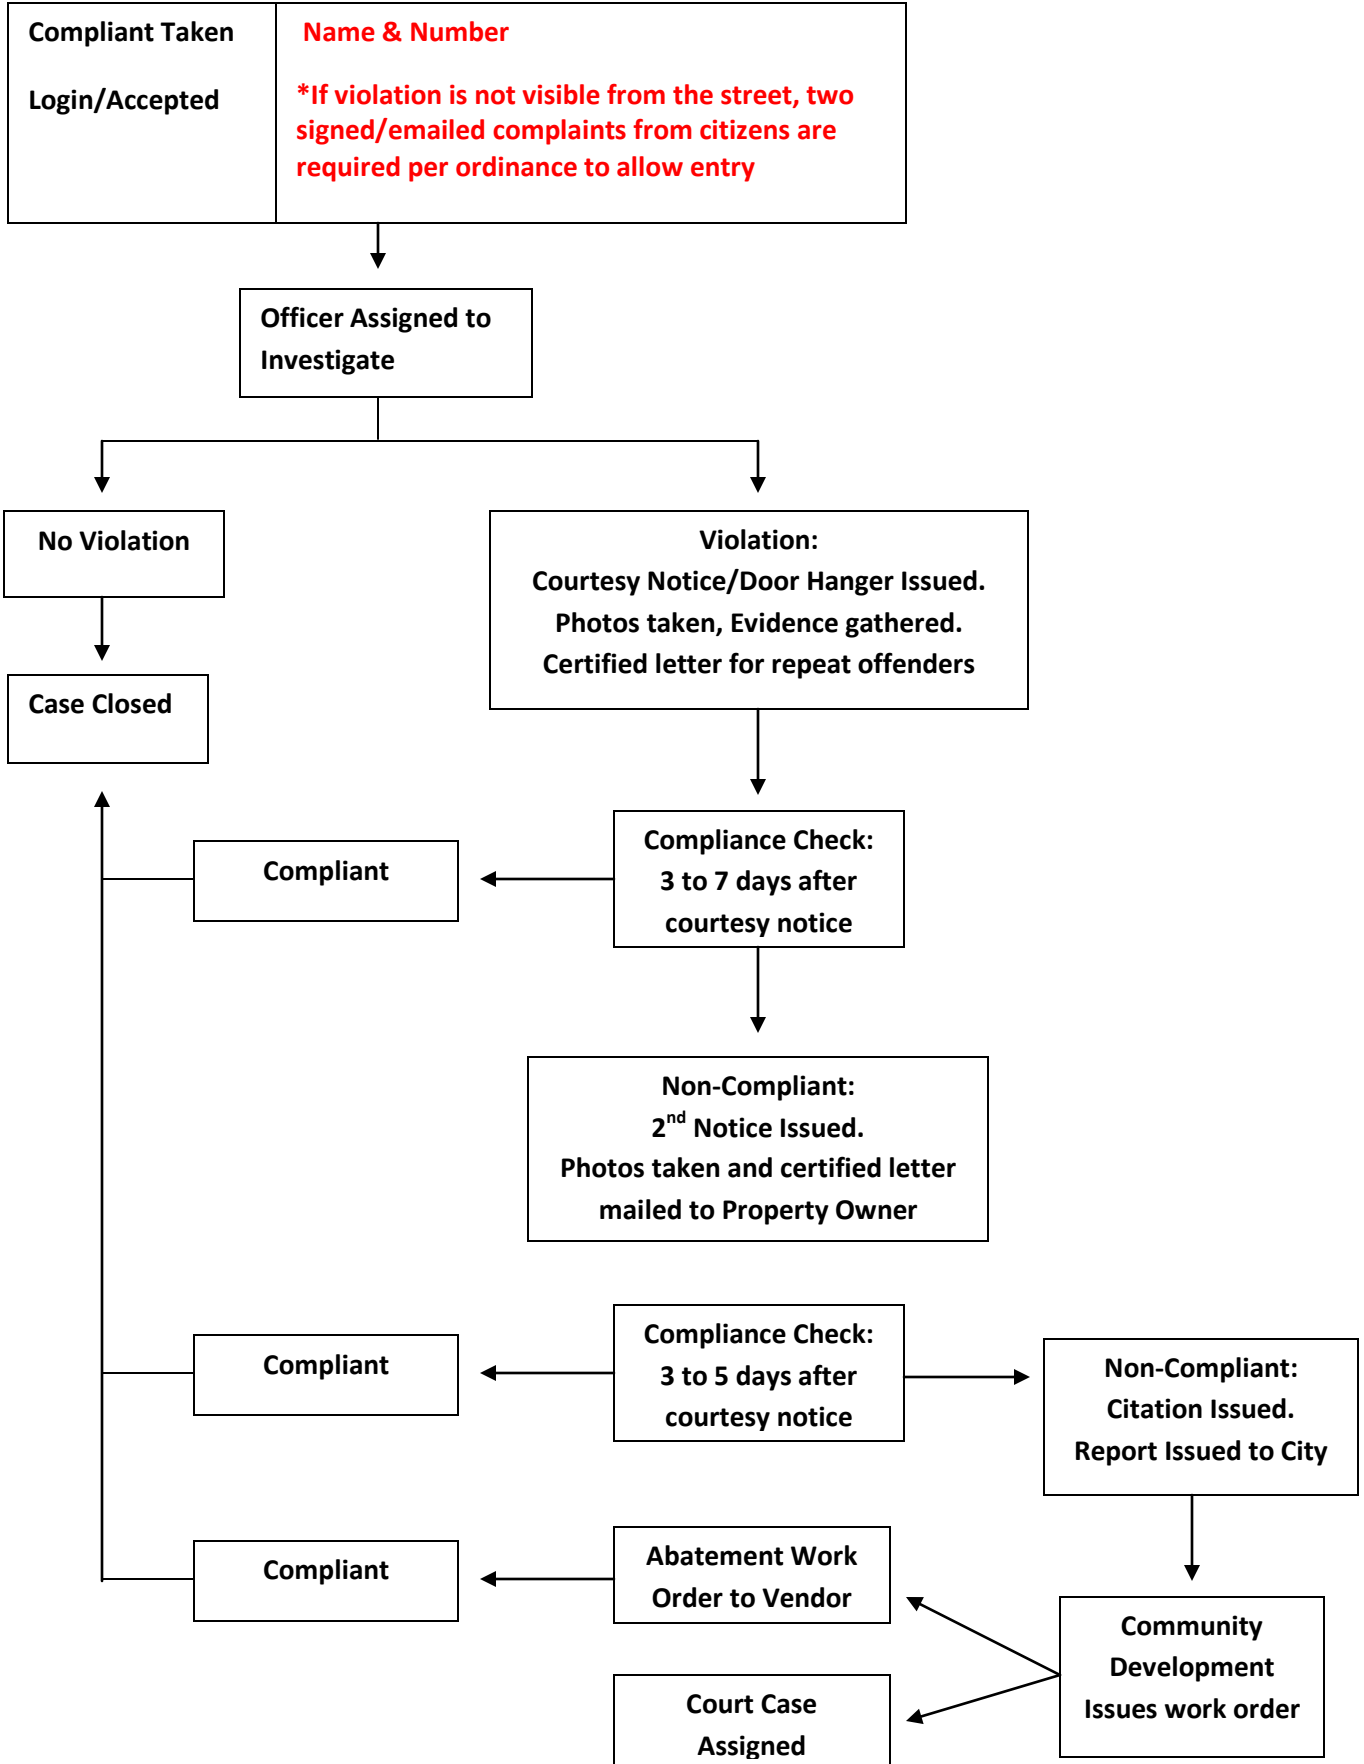 Compliant Taken
Login/Accepted
Name & Number
*If violation is not visible from the street, two
signed/emailed complaints from citizens are
required per ordinance to allow entry
Officer Assigned to
Investigate
No Violation
Case Closed
Violation:
Courtesy Notice/Door Hanger Issued.
Photos taken, Evidence gathered.
Certified letter for repeat offenders
Compliance Check:
3 to 7 days after
courtesy notice
Compliant
Non-Compliant:
2nd Notice Issued.
Photos taken and certified letter
mailed to Property Owner
Compliance Check:
3 to 5 days after
courtesy notice
Compliant
Non-Compliant:
Citation Issued.
Report Issued to City
Compliant
Abatement Work
Order to Vendor
Community
Development
Issues work order
Court Case
Assigned